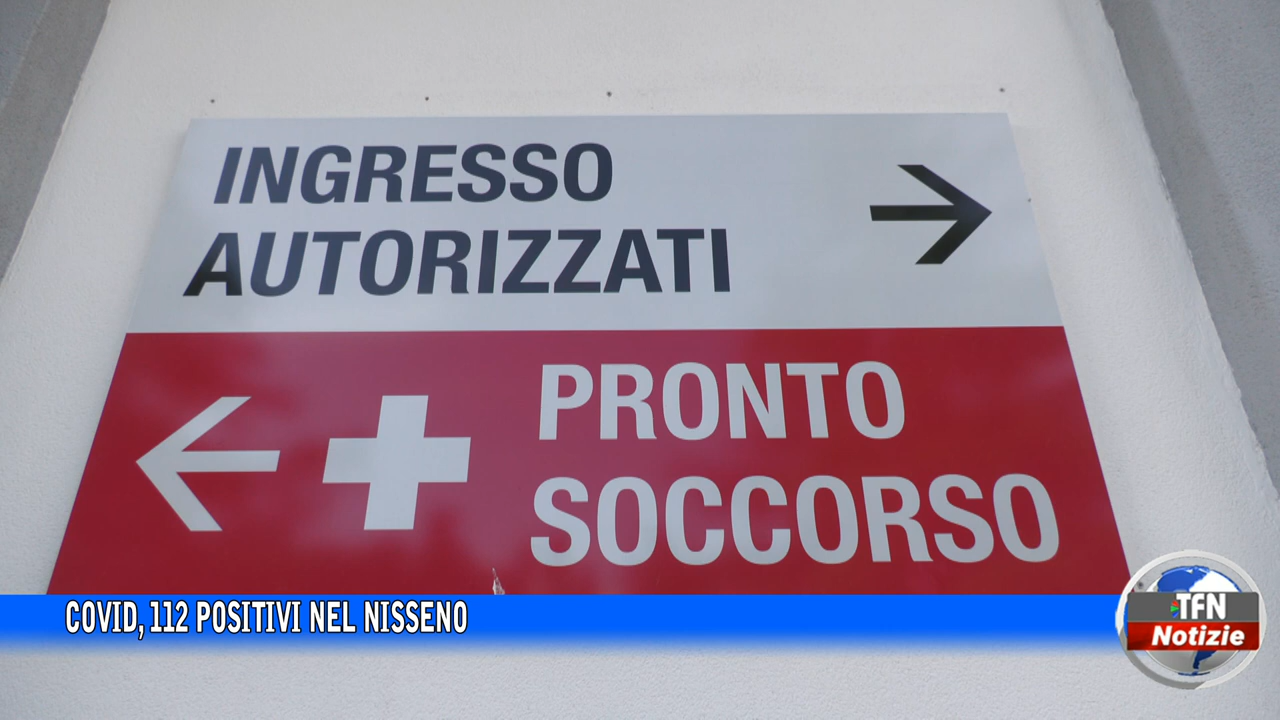 INGRESSO
AUTORIZZATI
PRONTO
SOCCORSO
COVID, 112 POSITIVI NEL NISSENO
TFN
Notizie